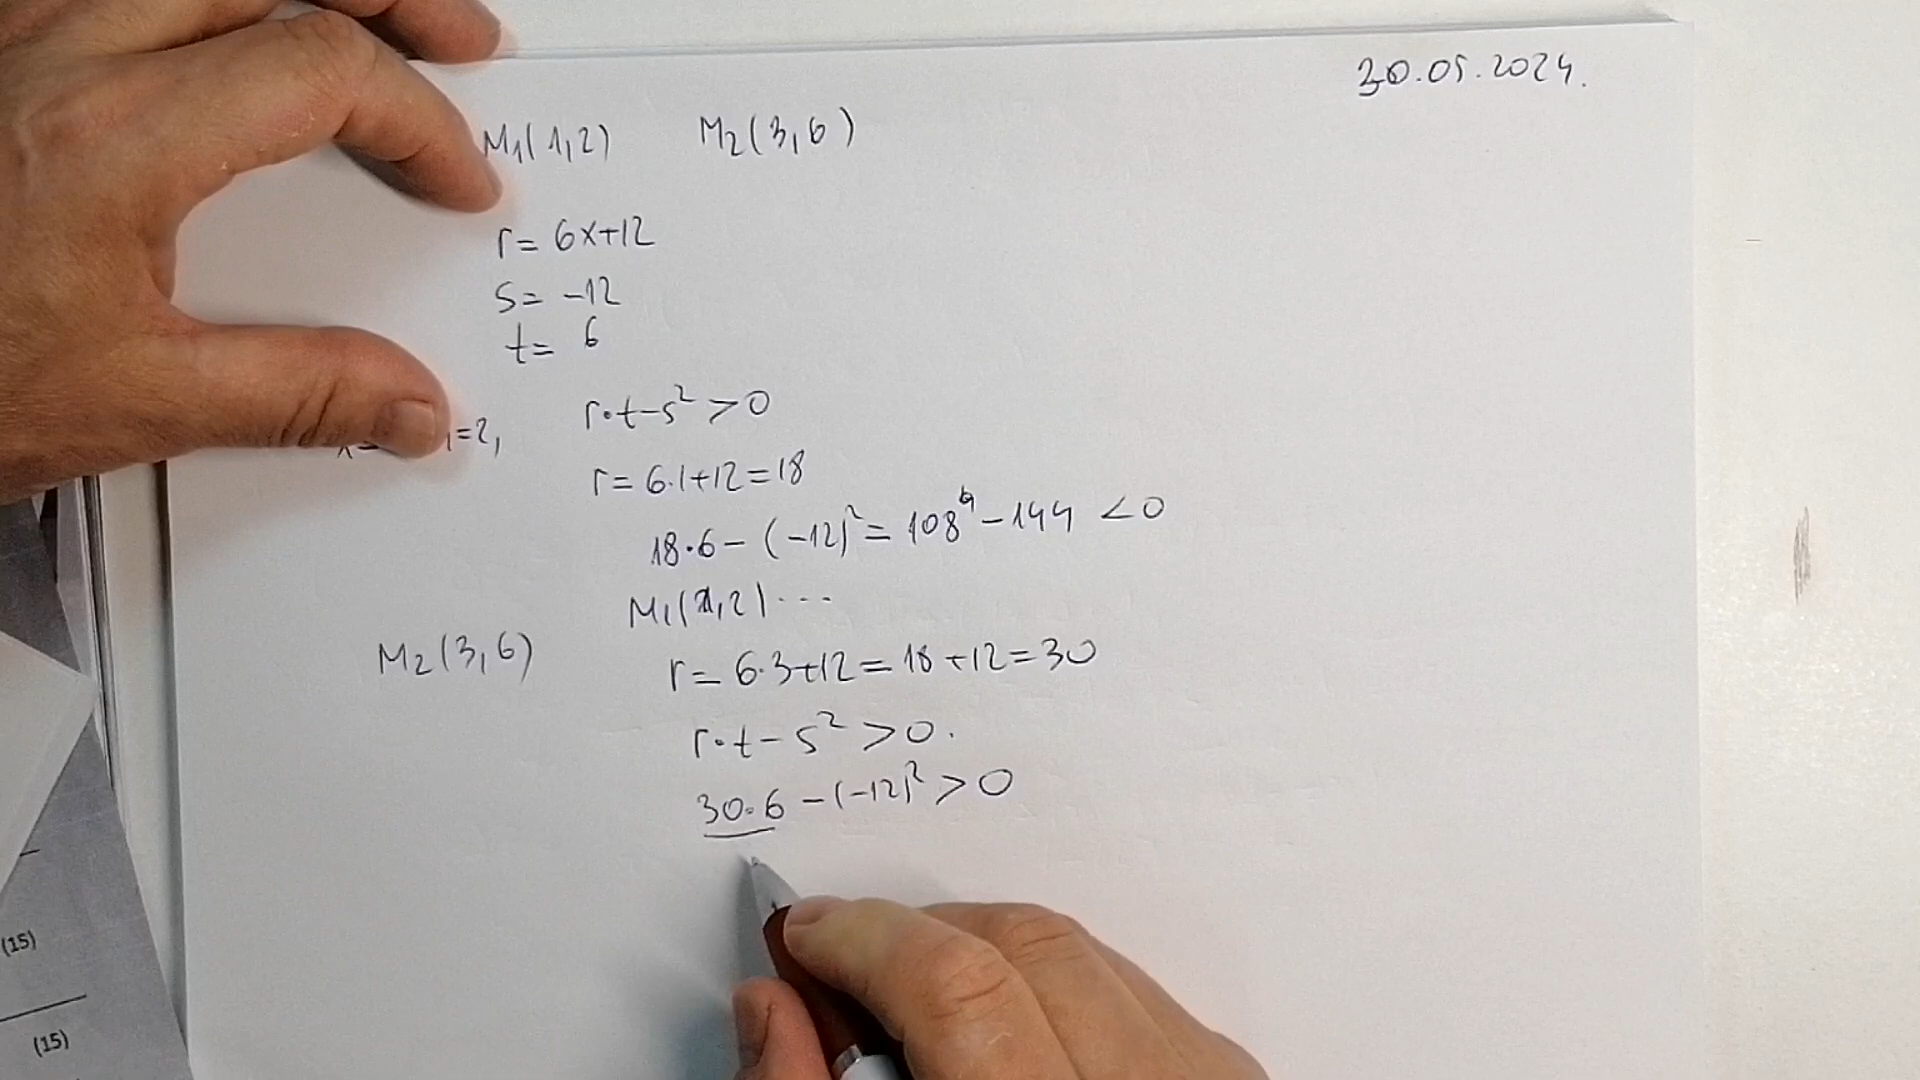 30.05.2024.
M₁(1,2) M₂(3,6)
r= 6x+12
s= -12
t= 6
r•t-s² >0
=2,
r= 6.1+12=18
18•6-(-12)²= 108-144 <0
M₁(1,2)...
M₂(3,6)
r= 6.3+12=18+12=30
r•t-s² >0.
30•6-(-12)² >0
(15)
(15)